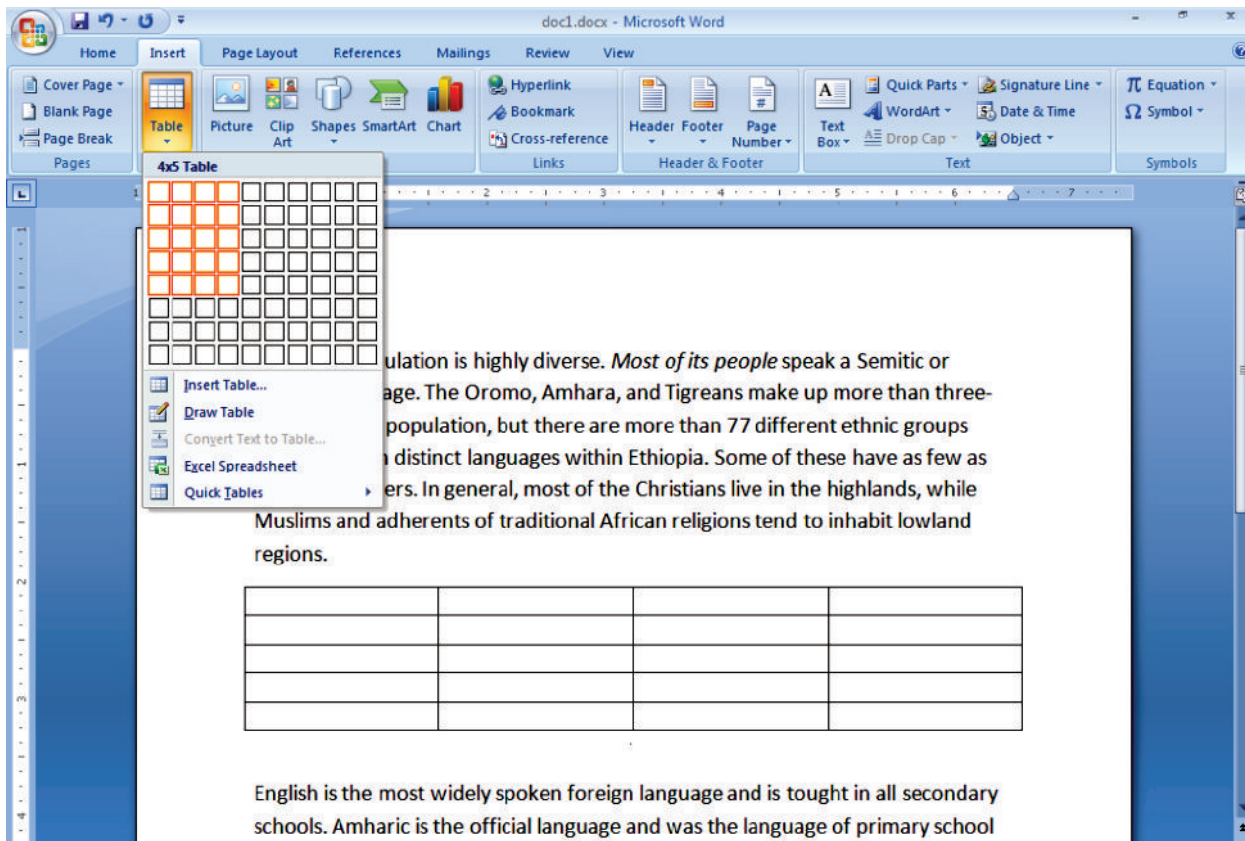 doc1.docx - Microsoft Word
Home Insert Page Layout References Mailings Review View
Cover Page
Blank Page
Page Break
Pages
Table
Picture Clip Art Shapes SmartArt Chart
Hyperlink
Bookmark
Cross-reference
Links
Header Footer Page Number
Header & Footer
A
Text Box
Quick Parts
WordArt
Drop Cap
Signature Line
Date & Time
Object
Text
π Equation
Ω Symbol
Symbols
4x5 Table
2 3 4 5 6 7
Insert Table...
Draw Table
Convert Text to Table...
Excel Spreadsheet
Quick Tables
ulation is highly diverse. Most of its people speak a Semitic or
age. The Oromo, Amhara, and Tigreans make up more than three-
population, but there are more than 77 different ethnic groups
distinct languages within Ethiopia. Some of these have as few as
ers. In general, most of the Christians live in the highlands, while
Muslims and adherents of traditional African religions tend to inhabit lowland
regions.
English is the most widely spoken foreign language and is tought in all secondary
schools. Amharic is the official language and was the language of primary school